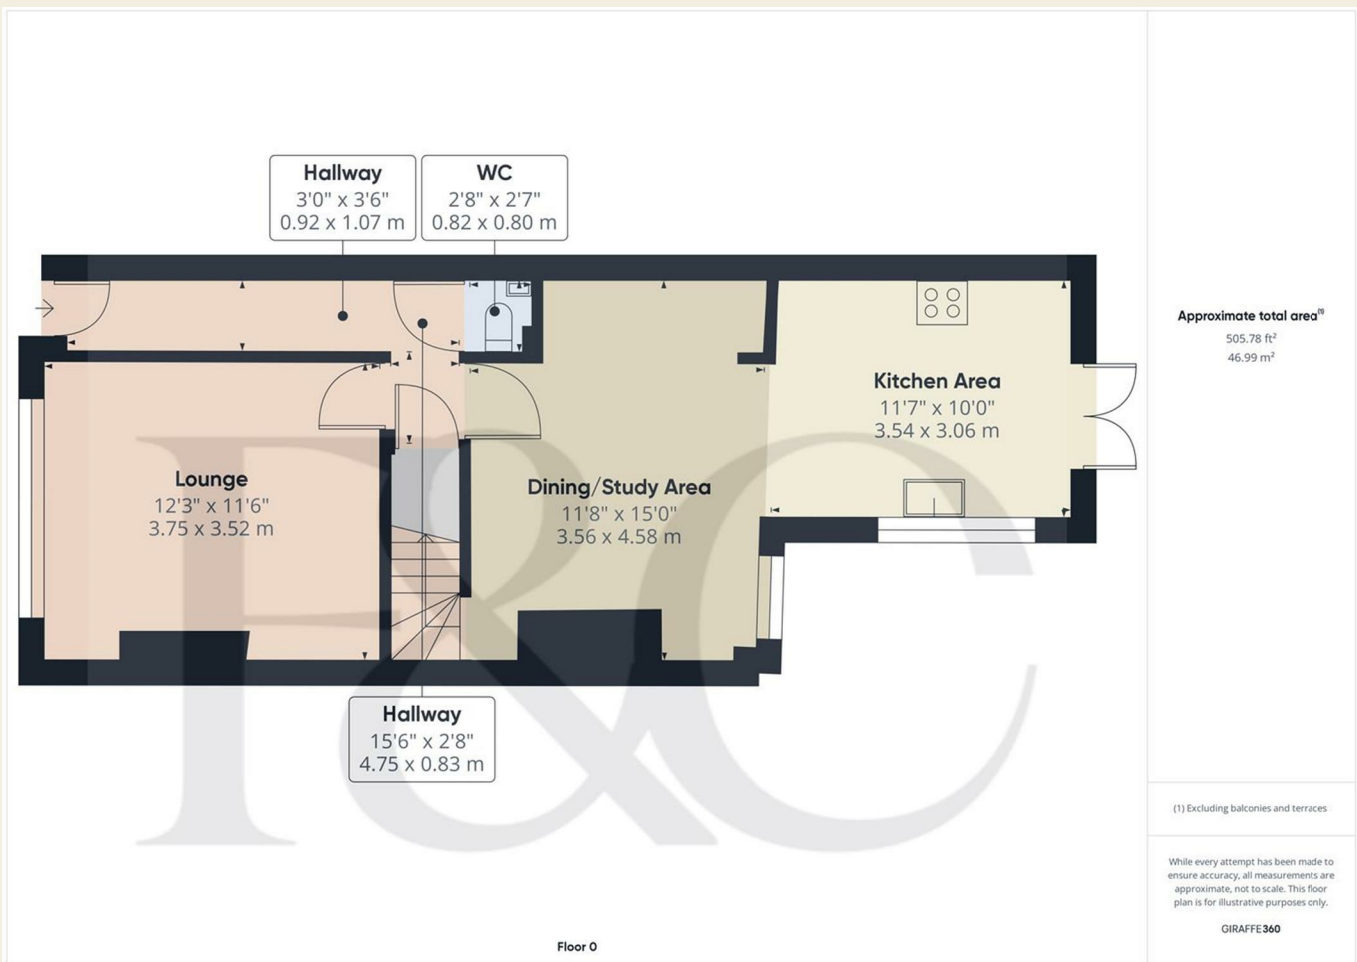 Hallway
3'0" x 3'6"
0.92 x 1.07 m
WC
2'8" x 2'7"
0.82 x 0.80 m
Approximate total area(1)
505.78 ft²
46.99 m²
Kitchen Area
11'7" x 10'0"
3.54 x 3.06 m
Lounge
12'3" x 11'6"
3.75 x 3.52 m
Dining/Study Area
11'8" x 15'0"
3.56 x 4.58 m
Hallway
15'6" x 2'8"
4.75 x 0.83 m
F&C
(1) Excluding balconies and terraces
While every attempt has been made to
ensure accuracy, all measurements are
approximate, not to scale. This floor
plan is for illustrative purposes only.
GIRAFFE360
Floor 0